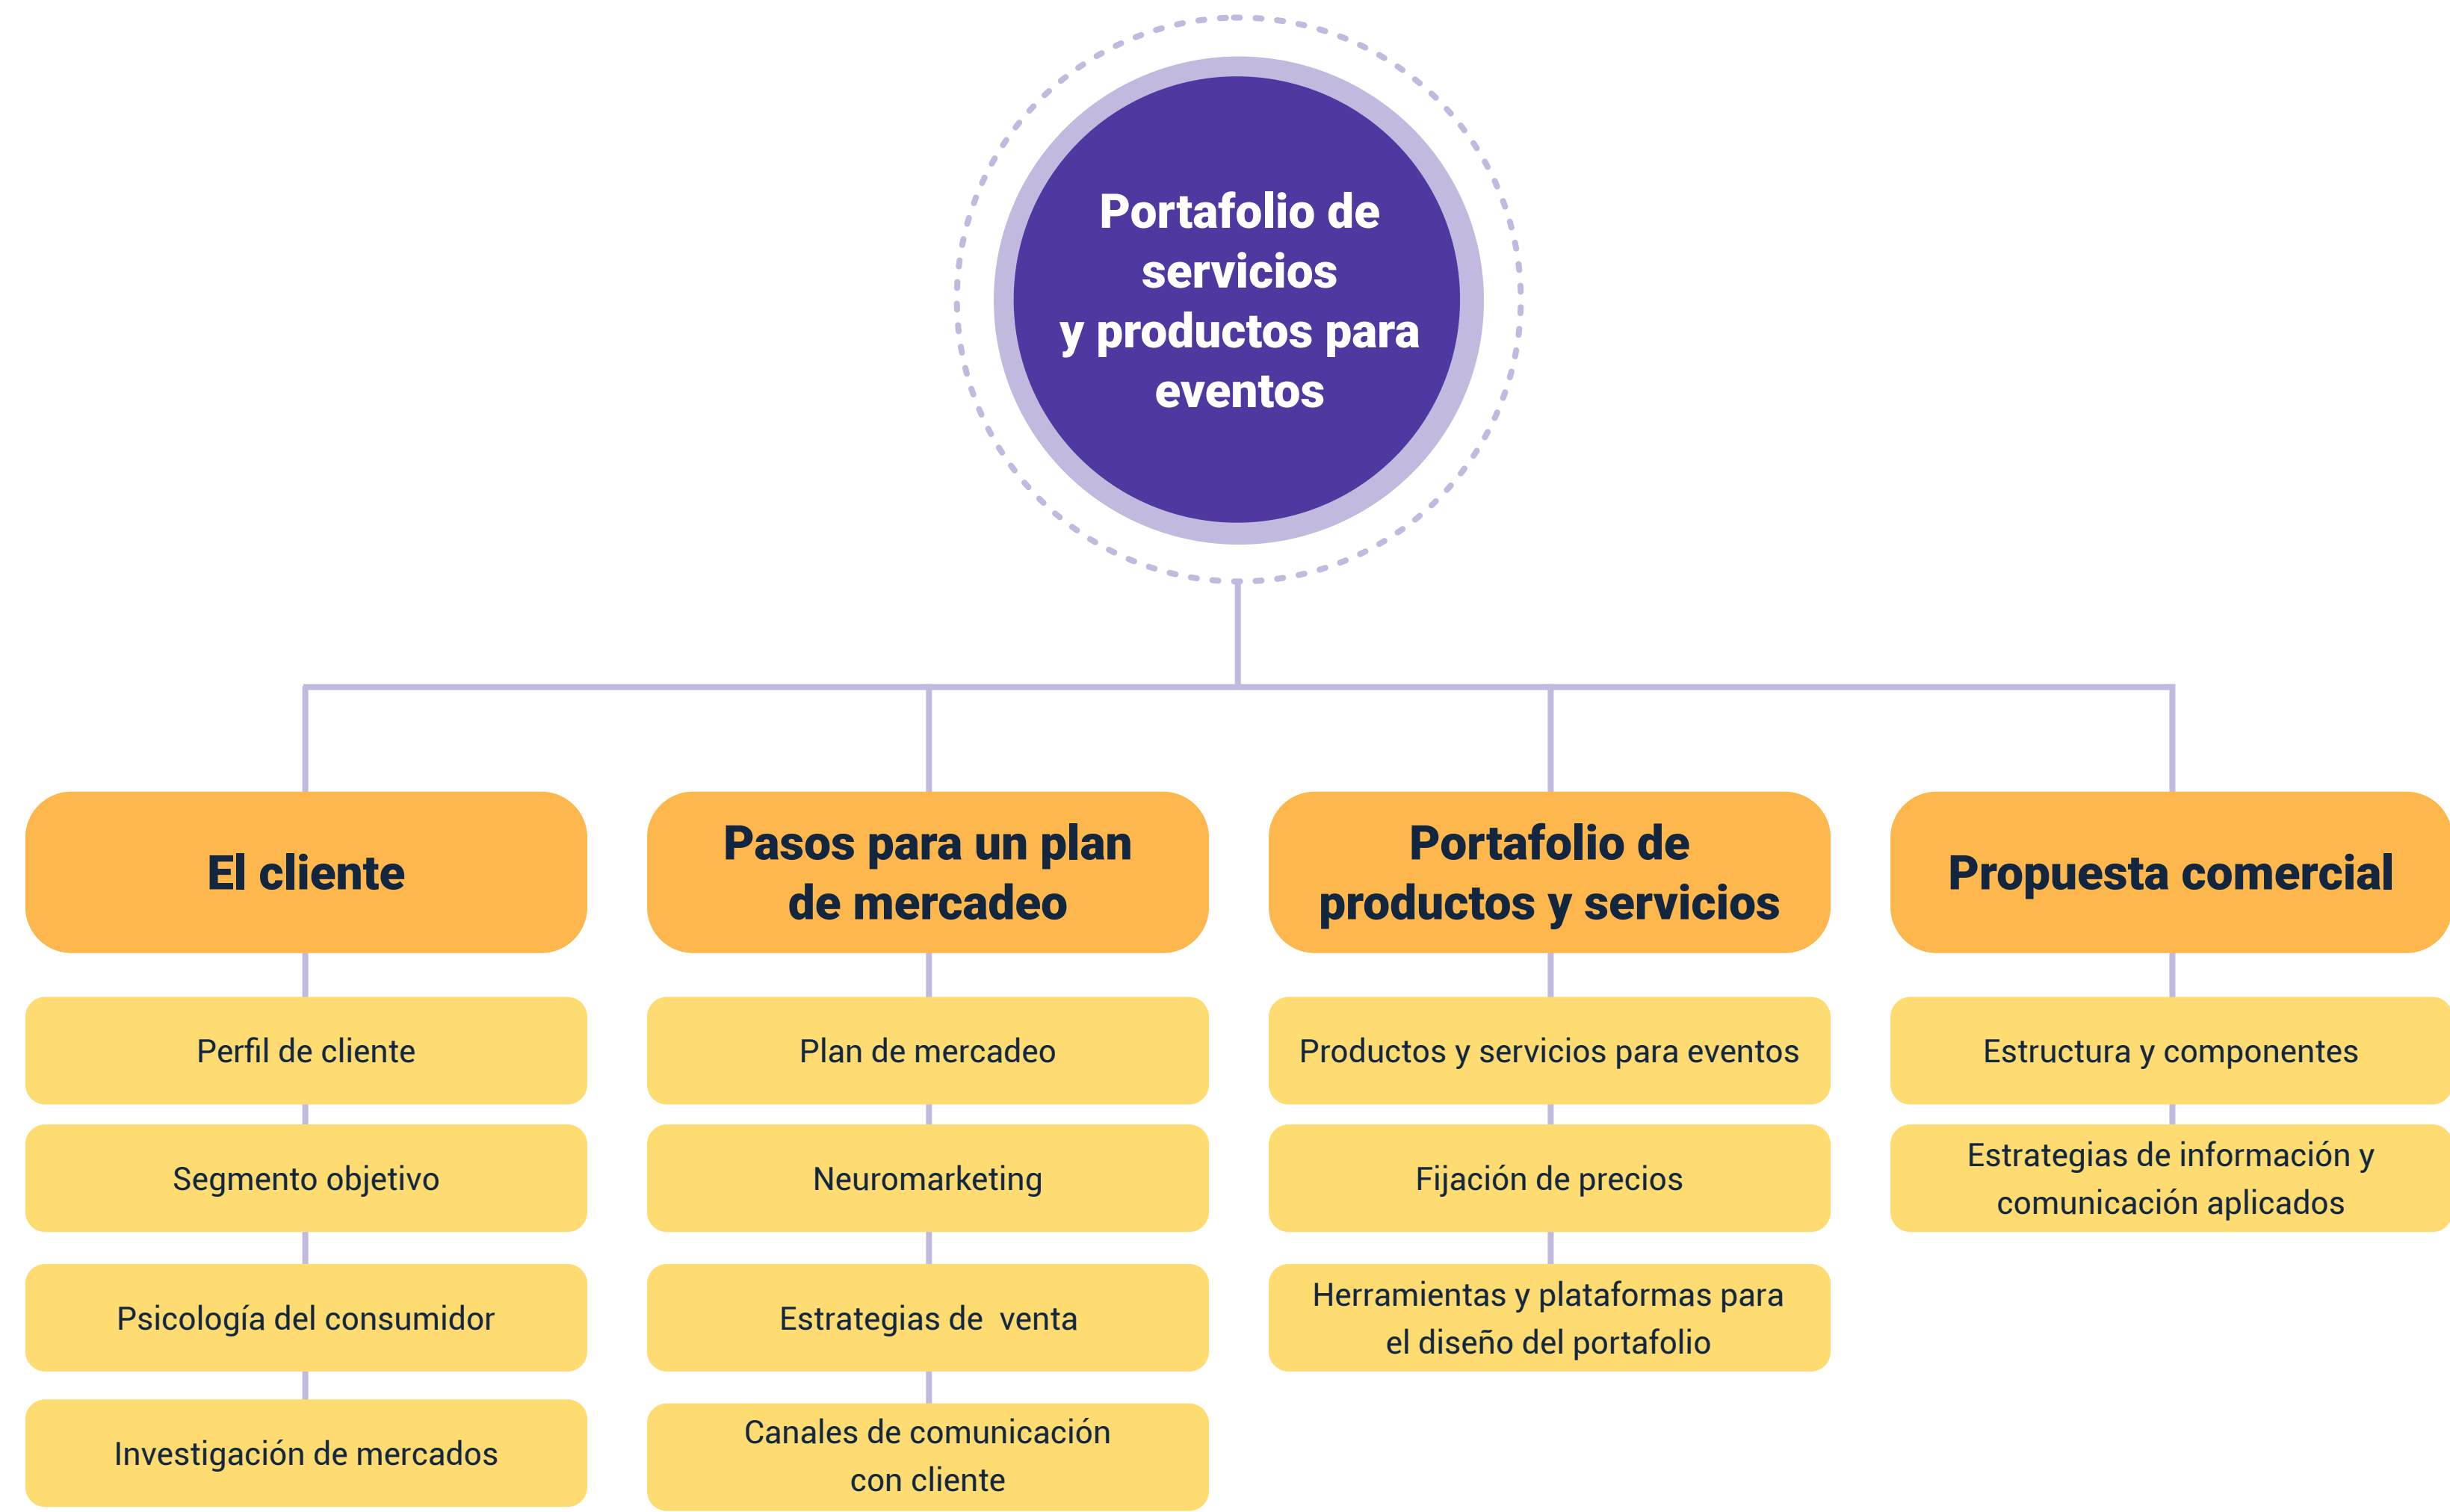 Portafolio de
servicios
y productos para
eventos
El cliente
Perfil de cliente
Segmento objetivo
Psicología del consumidor
Investigación de mercados
Pasos para un plan
de mercadeo
Plan de mercadeo
Neuromarketing
Estrategias de  venta
Canales de comunicación
con cliente
Portafolio de
productos y servicios
Productos y servicios para eventos
Fijación de precios
Herramientas y plataformas para
el diseño del portafolio
Propuesta comercial
Estructura y componentes
Estrategias de información y
comunicación aplicados